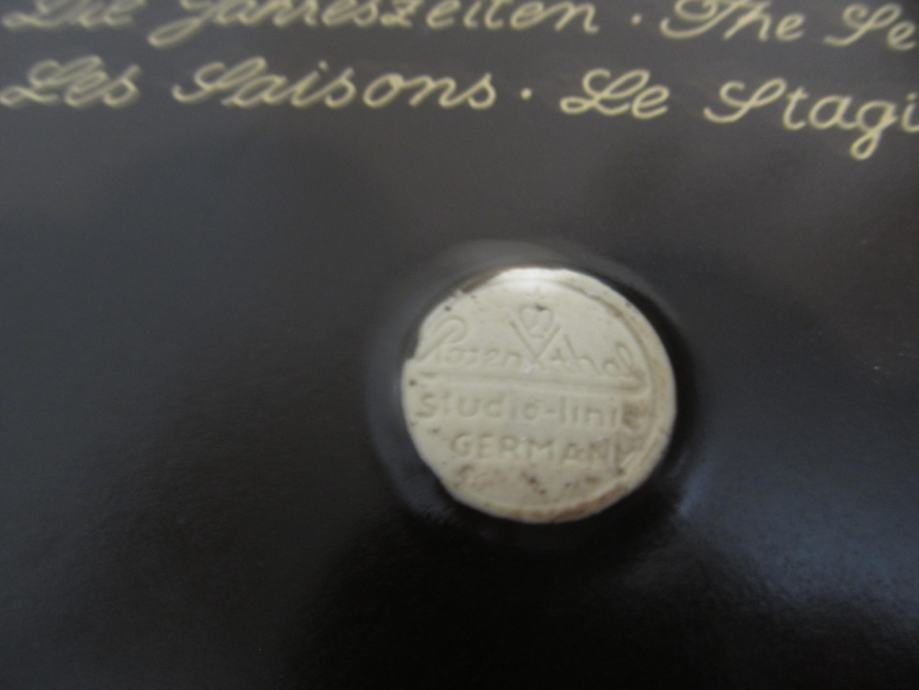 Die Jahreszeiten · The Se
Les Saisons · Le Stagi
Rosenthal
studio-linie
GERMANY